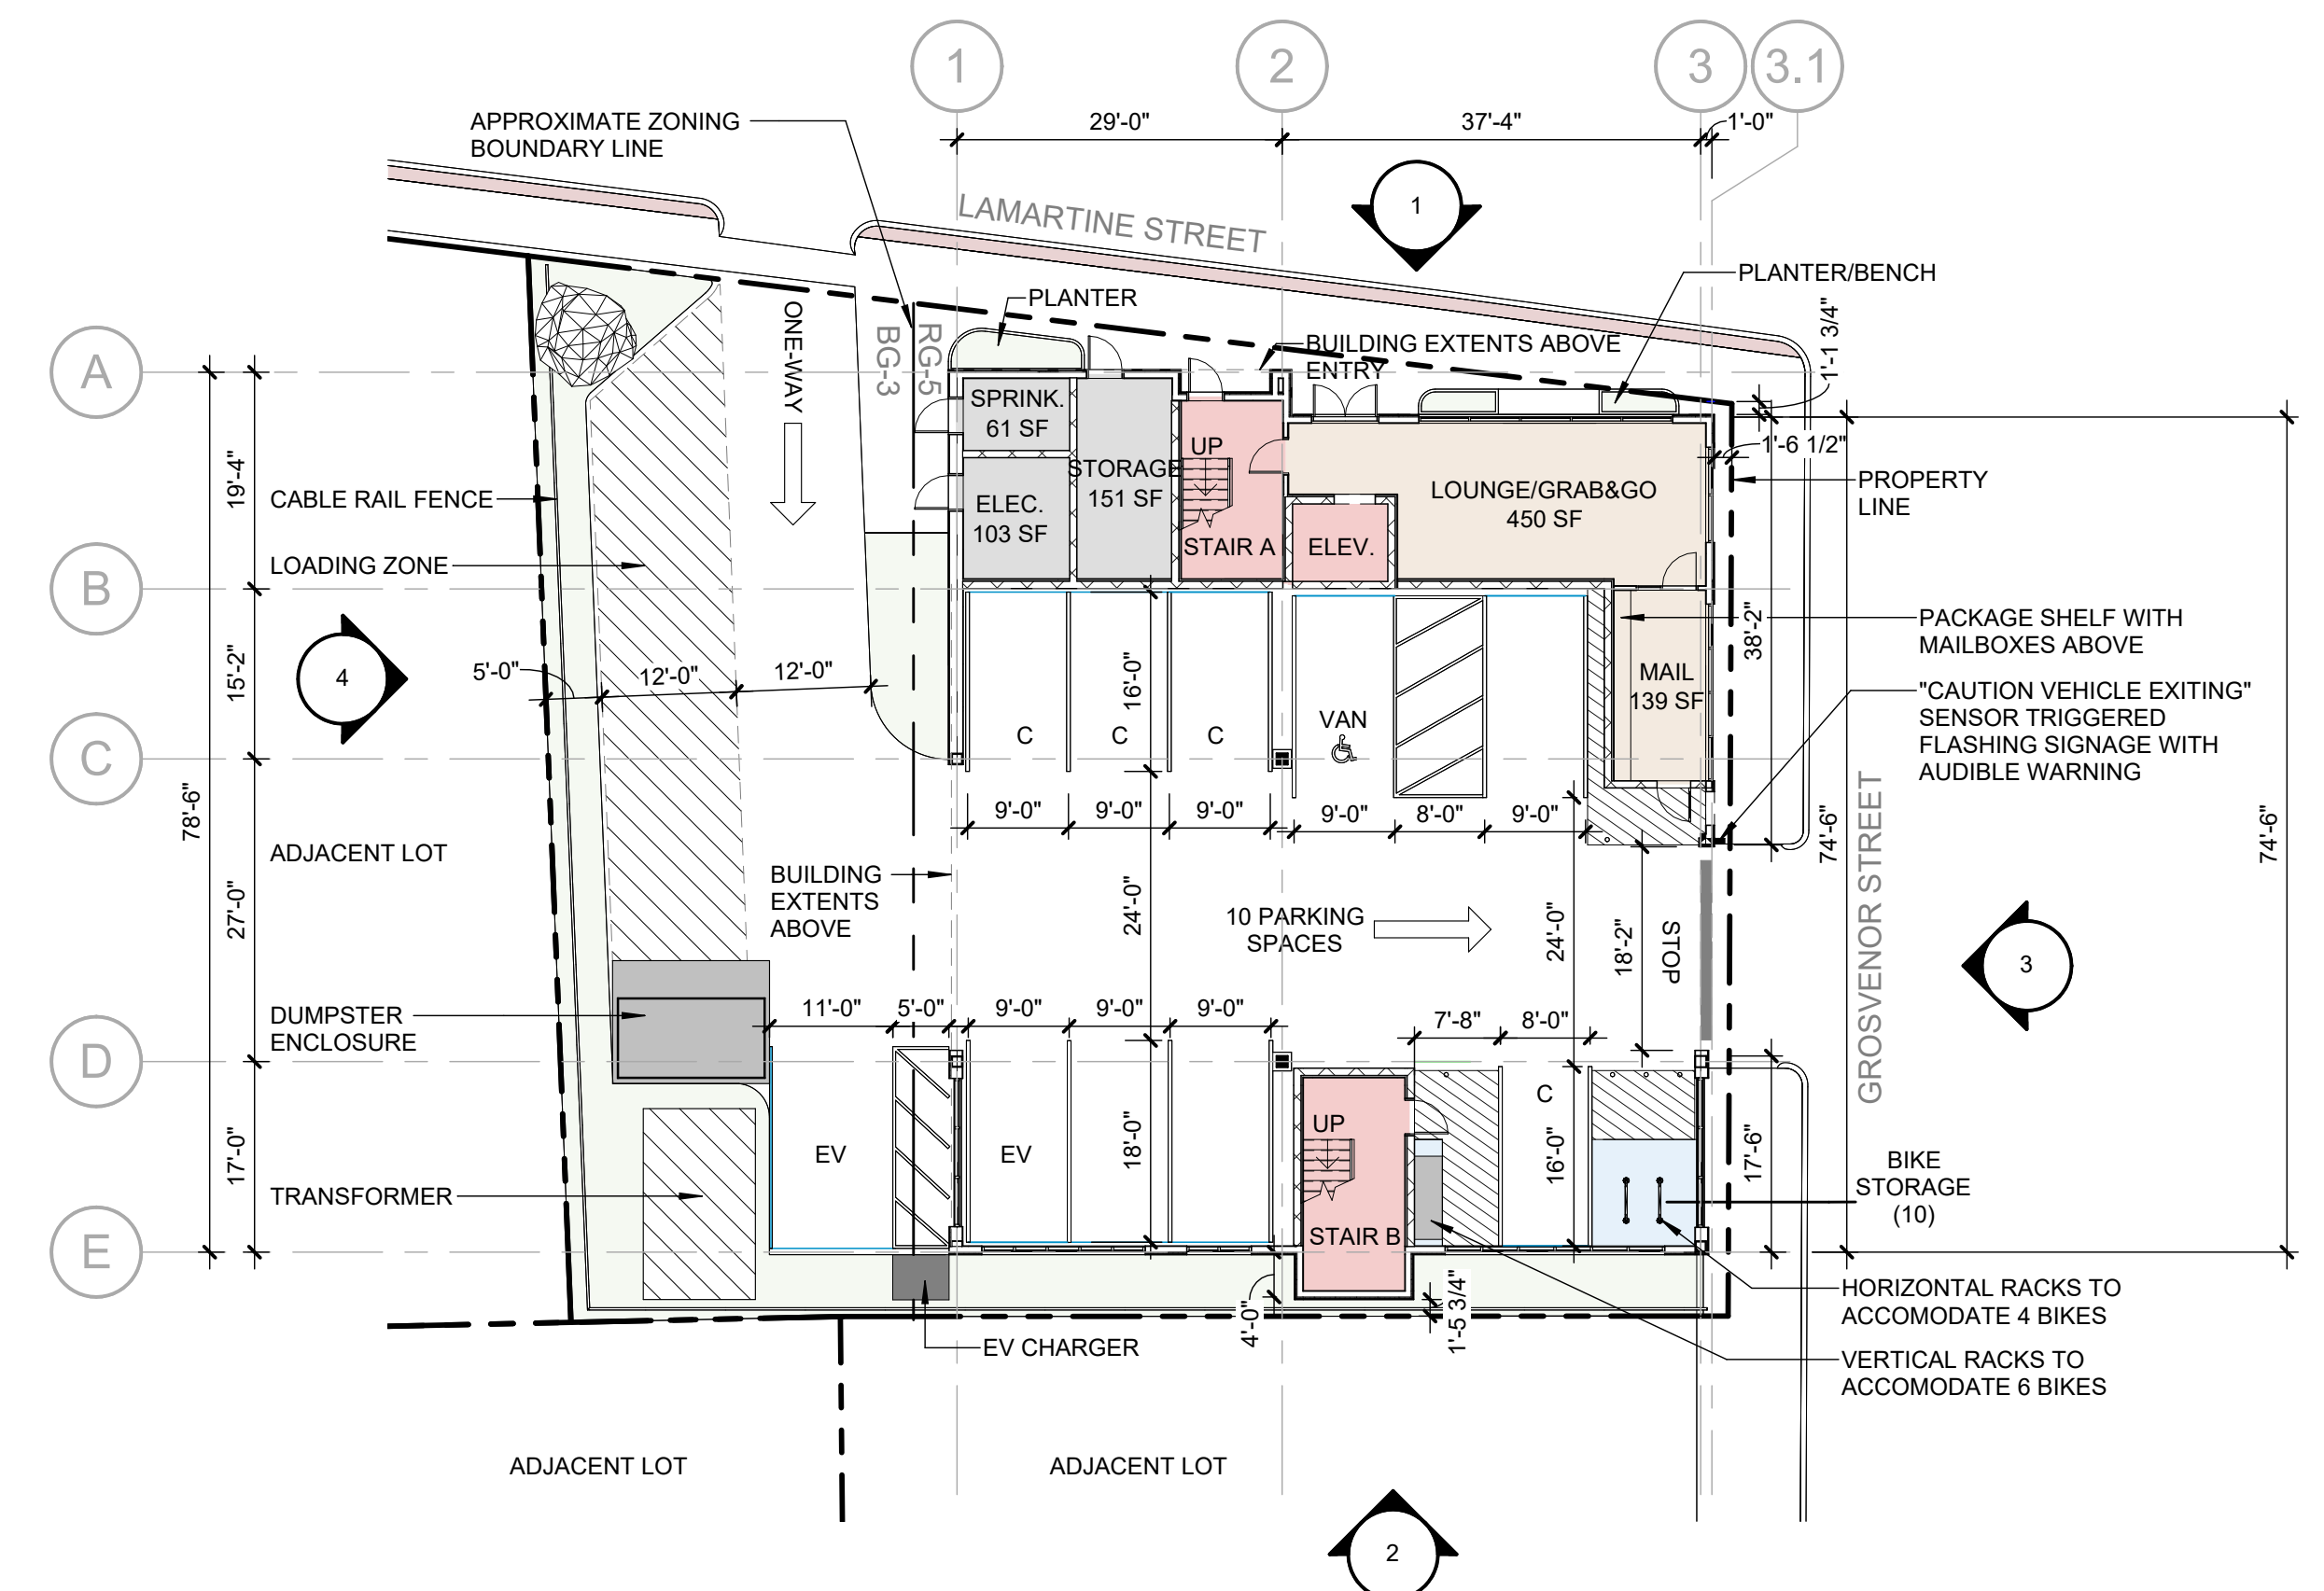 1
2
3
3.1
29'-0"
37'-4"
1'-0"
APPROXIMATE ZONING
BOUNDARY LINE
LAMARTINE STREET
1
PLANTER/BENCH
PLANTER
ONE-WAY
BG-3
RG-5
1'-1 3/4"
BUILDING EXTENTS ABOVE
ENTRY
A
SPRINK.
61 SF
UP
1'-6 1/2"
STORAGE
151 SF
19'-4"
CABLE RAIL FENCE
ELEC.
103 SF
LOUNGE/GRAB&GO
450 SF
PROPERTY
LINE
STAIR A
ELEV.
LOADING ZONE
B
PACKAGE SHELF WITH
MAILBOXES ABOVE
38'-2"
15'-2"
4
5'-0"
12'-0"
12'-0"
16'-0"
MAIL
139 SF
"CAUTION VEHICLE EXITING"
SENSOR TRIGGERED
FLASHING SIGNAGE WITH
AUDIBLE WARNING
VAN
C
C
C
C
78'-6"
9'-0"
9'-0"
9'-0"
9'-0"
8'-0"
9'-0"
74'-6"
74'-6"
ADJACENT LOT
BUILDING
EXTENTS
ABOVE
27'-0"
24'-0"
10 PARKING
SPACES
24'-0"
18'-2"
STOP
GROSVENOR STREET
3
DUMPSTER
ENCLOSURE
11'-0"
5'-0"
9'-0"
9'-0"
9'-0"
7'-8"
8'-0"
D
C
UP
17'-0"
EV
EV
18'-0"
16'-0"
17'-6"
BIKE
STORAGE
(10)
TRANSFORMER
STAIR B
E
HORIZONTAL RACKS TO
ACCOMODATE 4 BIKES
4'-0"
1'-5 3/4"
EV CHARGER
VERTICAL RACKS TO
ACCOMODATE 6 BIKES
ADJACENT LOT
ADJACENT LOT
2